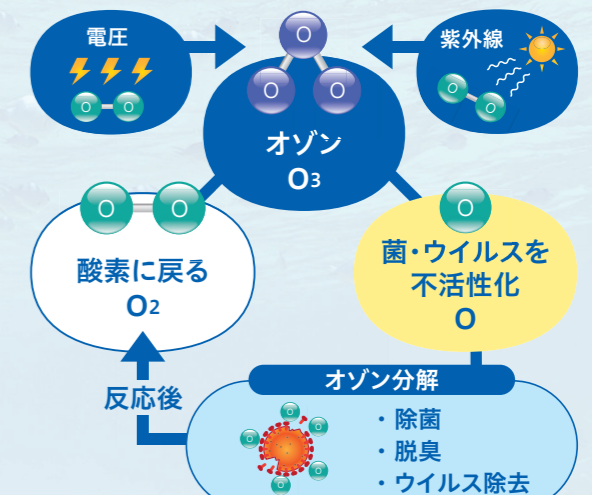 電圧
O O
O
O O
紫外線
O O
オゾン
O3
O O
酸素に戻る
O2
O
菌・ウイルスを
不活性化
O
反応後
オゾン分解
O O O O O
・除菌
・脱臭
・ウイルス除去